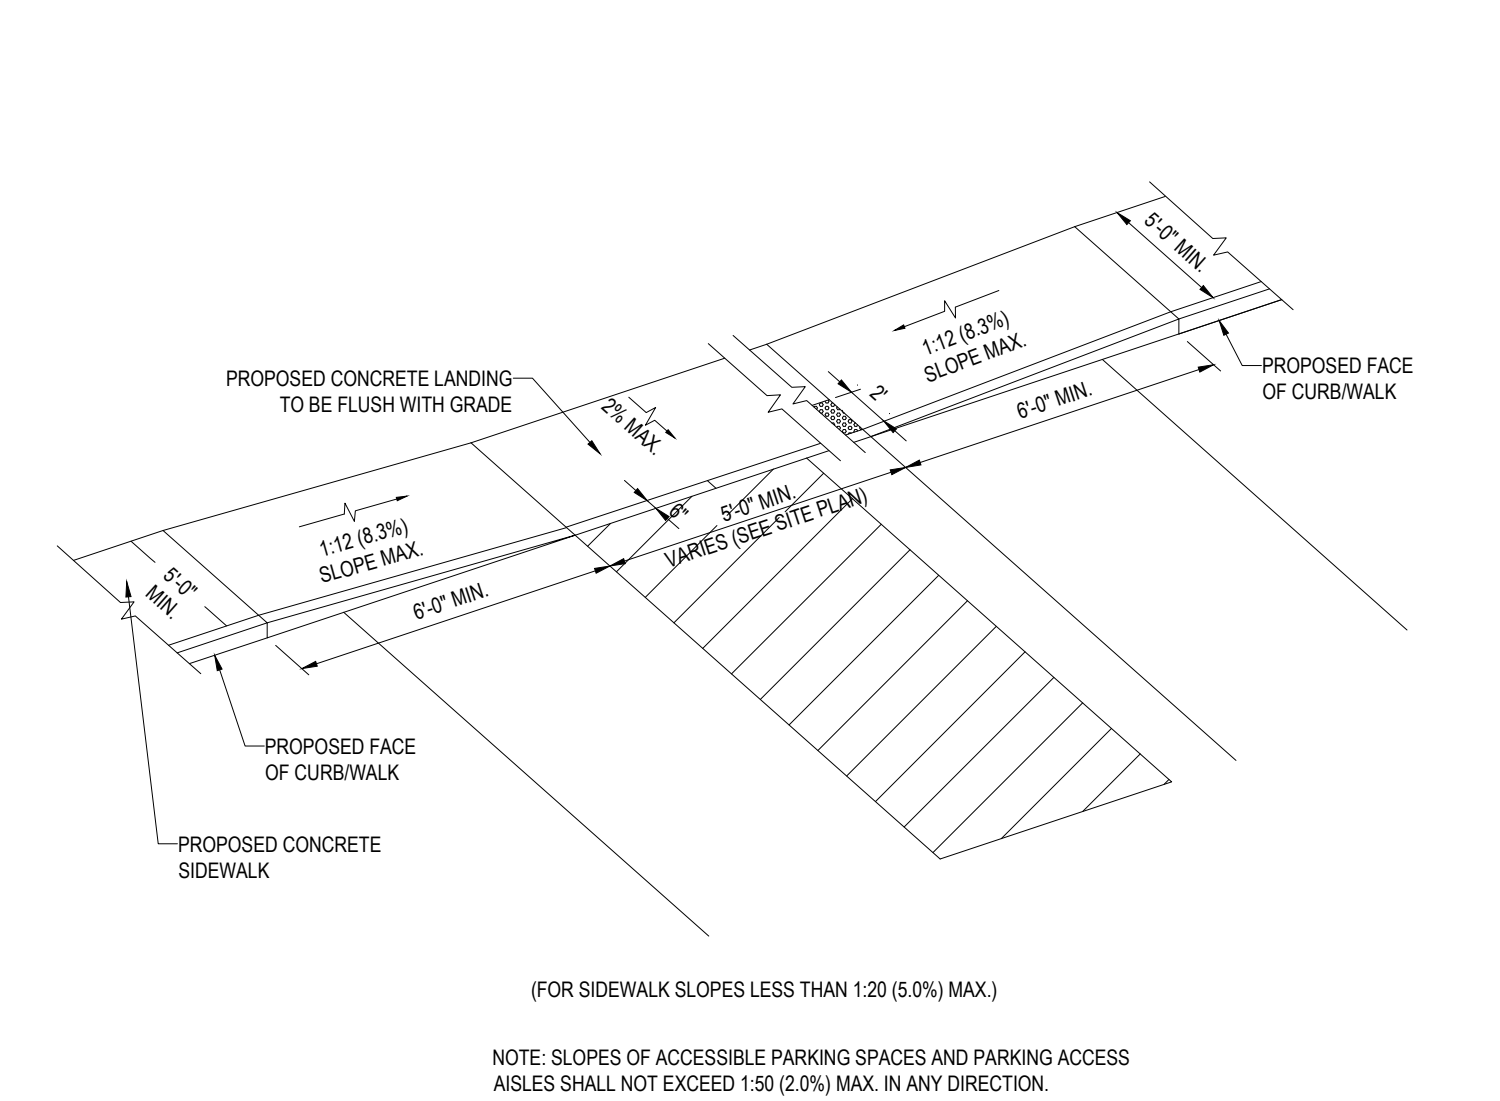 5'-0" MIN.
1:12 (8.3%)
SLOPE MAX.
PROPOSED FACE
OF CURB/WALK
2'
6'-0" MIN.
PROPOSED CONCRETE LANDING
TO BE FLUSH WITH GRADE
2% MAX.
6"
5'-0" MIN.
VARIES (SEE SITE PLAN)
1:12 (8.3%)
SLOPE MAX.
5'-0"
MIN.
6'-0" MIN.
PROPOSED FACE
OF CURB/WALK
PROPOSED CONCRETE
SIDEWALK
(FOR SIDEWALK SLOPES LESS THAN 1:20 (5.0%) MAX.)
NOTE: SLOPES OF ACCESSIBLE PARKING SPACES AND PARKING ACCESS
AISLES SHALL NOT EXCEED 1:50 (2.0%) MAX. IN ANY DIRECTION.